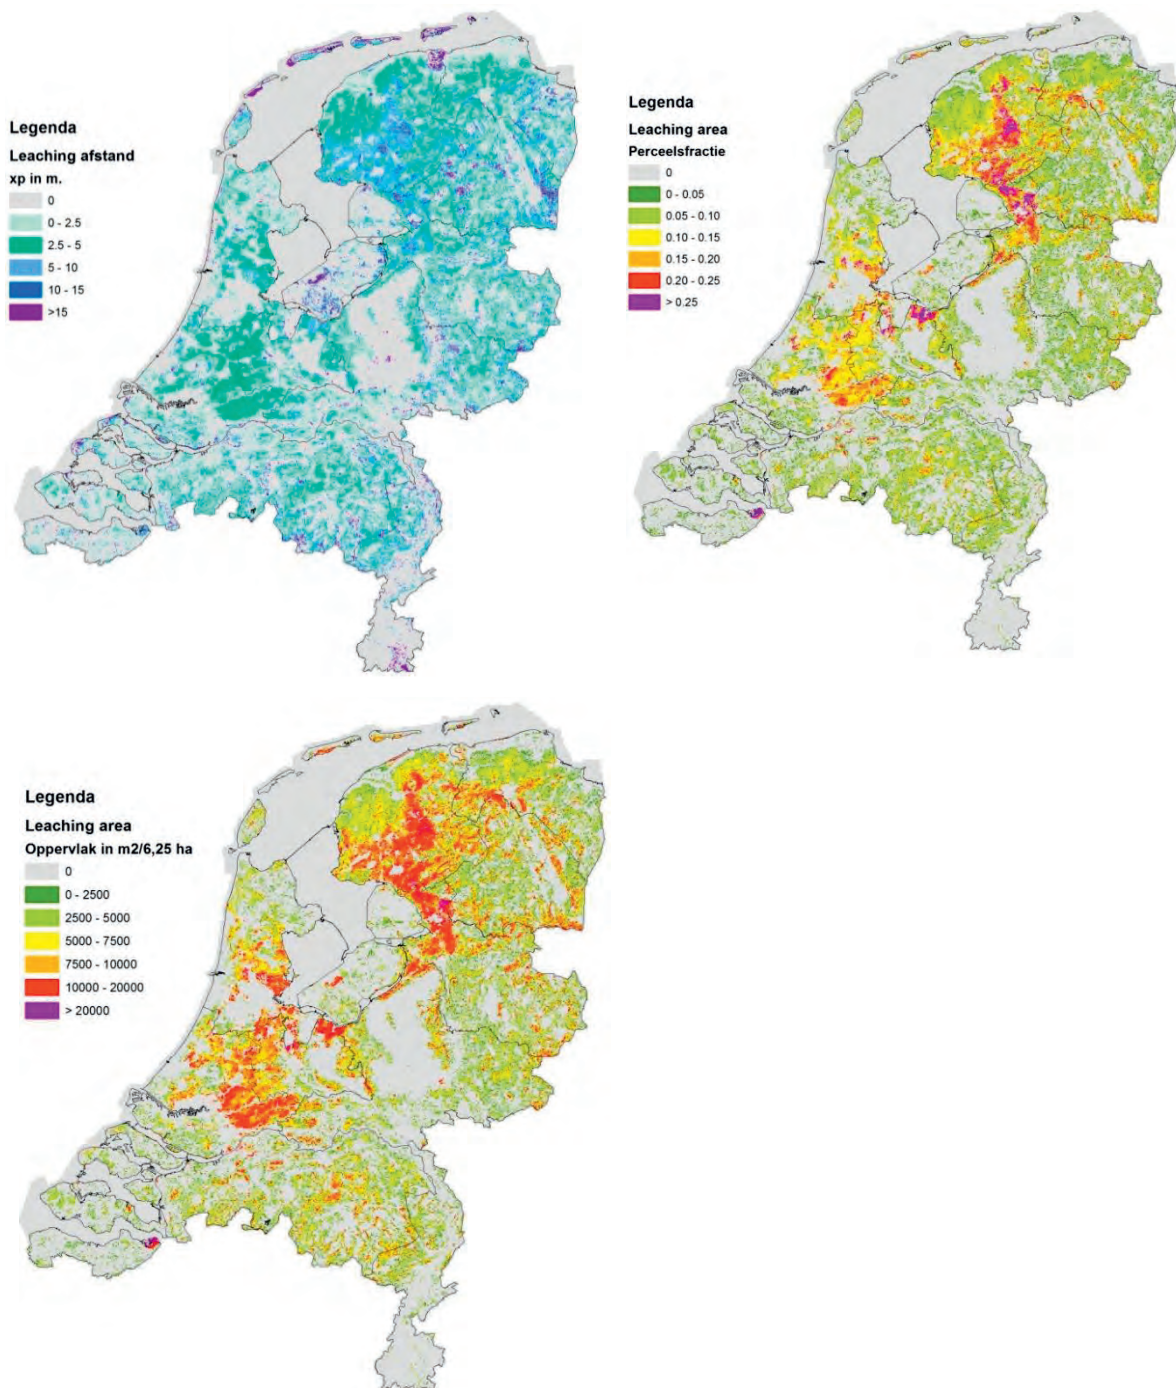 Legenda
Leaching afstand
xp in m.
0
0 - 2.5
2.5 - 5
5 - 10
10 - 15
>15
Legenda
Leaching area
Perceelsfractie
0
0 - 0.05
0.05 - 0.10
0.10 - 0.15
0.15 - 0.20
0.20 - 0.25
> 0.25
Legenda
Leaching area
Oppervlak in m2/6,25 ha
0
0 - 2500
2500 - 5000
5000 - 7500
7500 - 10000
10000 - 20000
> 20000